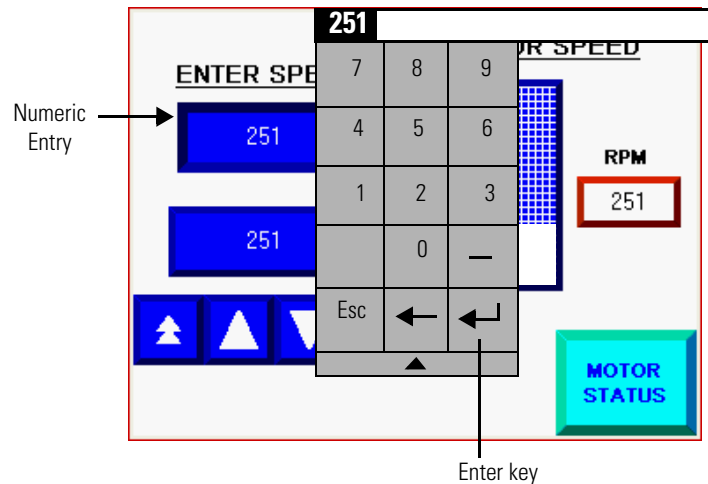 251
ENTER SPE
OR SPEED
7 8 9
Numeric
Entry
251
4 5 6
RPM
1 2 3
251
251
0 —
Esc
MOTOR
STATUS
Enter key